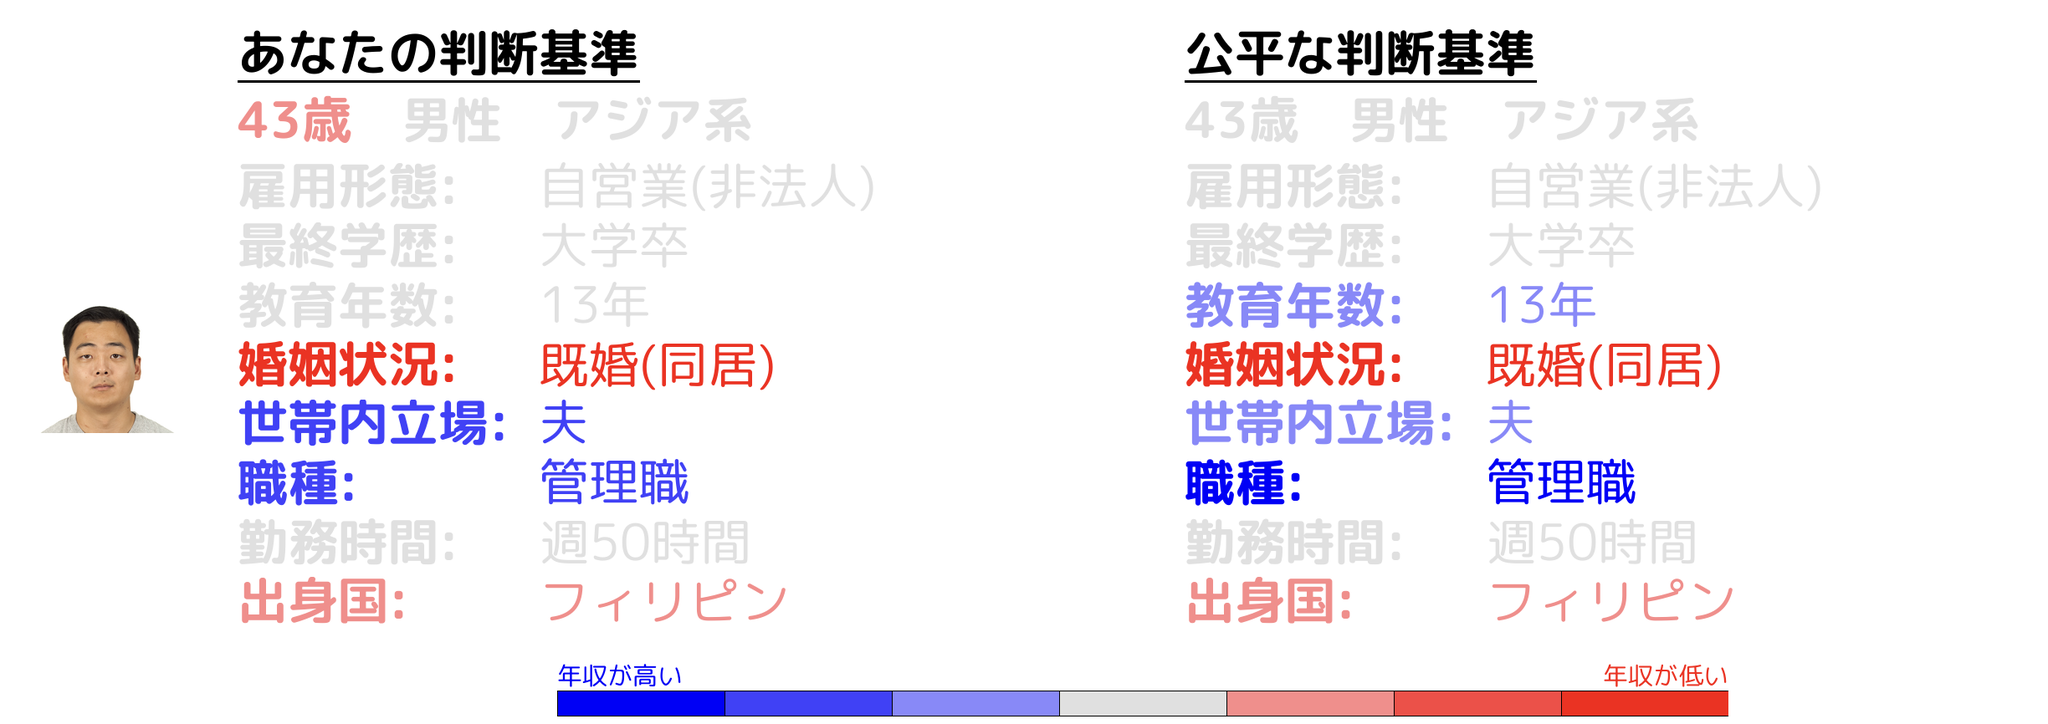 あなたの判断基準
43歳 男性 アジア系
雇用形態: 自営業(非法人)
最終学歴: 大学卒
教育年数: 13年
婚姻状況: 既婚(同居)
世帯内立場: 夫
職種: 管理職
勤務時間: 週50時間
出身国: フィリピン
公平な判断基準
43歳 男性 アジア系
雇用形態: 自営業(非法人)
最終学歴: 大学卒
教育年数: 13年
婚姻状況: 既婚(同居)
世帯内立場: 夫
職種: 管理職
勤務時間: 週50時間
出身国: フィリピン
年収が高い
年収が低い